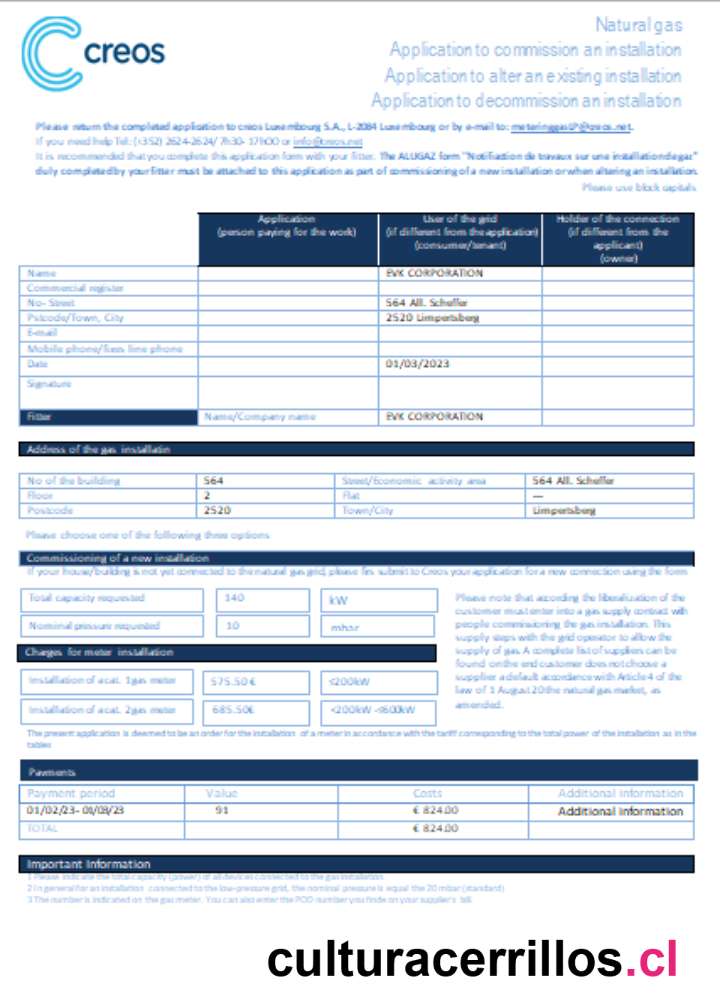 creos
Natural gas
Application to commission an installation
Application to alter an existing installation
Application to decommission an installation
Please return the completed application to creos Luxembourg S.A., L-2084 Luxembourg or by e-mail to: meteringgasLP@creos.net.
If you need help Tel: (+352) 2624-2624/ 7h30- 17h00 or info@creos.net
It is recommended that you complete this application form with your fitter. The ALUGAZ form "Notifiaction de travaux sur une installation de gaz"
duly completed by your fitter must be attached to this application as part of commissioning of a new installation or when altering an installation.
Please use block capitals
Application
(person paying for the work)
User of the grid
(if different from the application)
(consumer/tenant)
Holder of the connection
(if different from the
applicant)
(owner)
Name EVK CORPORATION
Commercial register
No- Street 564 All. Scheffer
Pstcode/Town, City 2520 Limpertsberg
E-mail
Mobile phone/fixes line phone
Date 01/03/2023
Signature
Fitter Name/Company name EVK CORPORATION
Address of the gas installatin
No of the building 564 Street/Economic activity area 564 All. Scheffer
Floor 2 Flat —
Postcode 2520 Town/City Limpertsberg
Please choose one of the following three options
Commissioning of a new installation
If your house/building is not yet connected to the natural gas grid, please firs submit to Creos your application for a new connection using the form
Total capacity requested 140 kW
Nominal pressure requested 10 mbar
Please note that according the liberalization of the
customer must enter into a gas supply contract with
people commissioning the gas installation. This
supply steps with the grid operator to allow the
supply of gas. A complete list of suppliers can be
found on the end customer does not choose a
supplier a default accordance with Article 4 of the
law of 1 August 20the natural gas market, as
amended.
Charges for meter installation
Installation of a cat. 1gas meter 575.50 € ≤200kW
Installation of a cat. 2gas meter 685.50€ <200kW -≤600kW
The present application is deemed to be an order for the installation of a meter in accordance with the tariff corresponding to the total power of the installation as in the
tables
Payments
Payment period Value Costs Additional information
01/02/23- 01/03/23 91 € 824.00 Additional information
TOTAL € 824.00
Important Information
1 Please indicate the total capacity (power) of all devices connected to the gas installation
2 In general for an installation connected to the low-pressure grid, the nominal pressure is equal the 20 mbar (standard)
3 The number is indicated on the gas meter. You can also enter the POD number you finde on your supplier's bill
culturacerrillos.cl